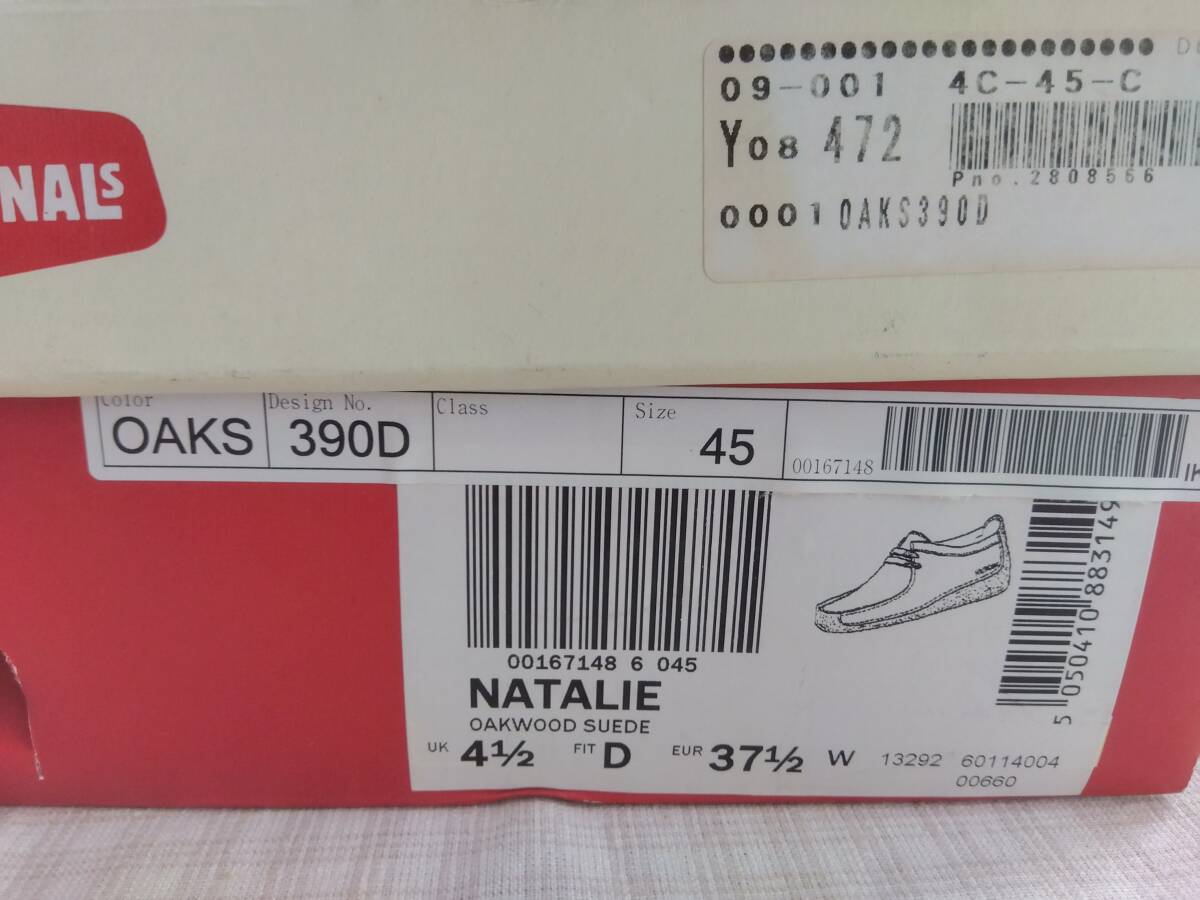 NALS
09-001 4C-45-C
Y08 472
Pno.2808566
0001 OAKS390D
Color Design No. Class Size
OAKS 390D 45
00167148
00167148 6 045
NATALIE
OAKWOOD SUEDE
UK 4½ FIT D EUR 37½ W 13292 60114004
00660
5 050410 883149